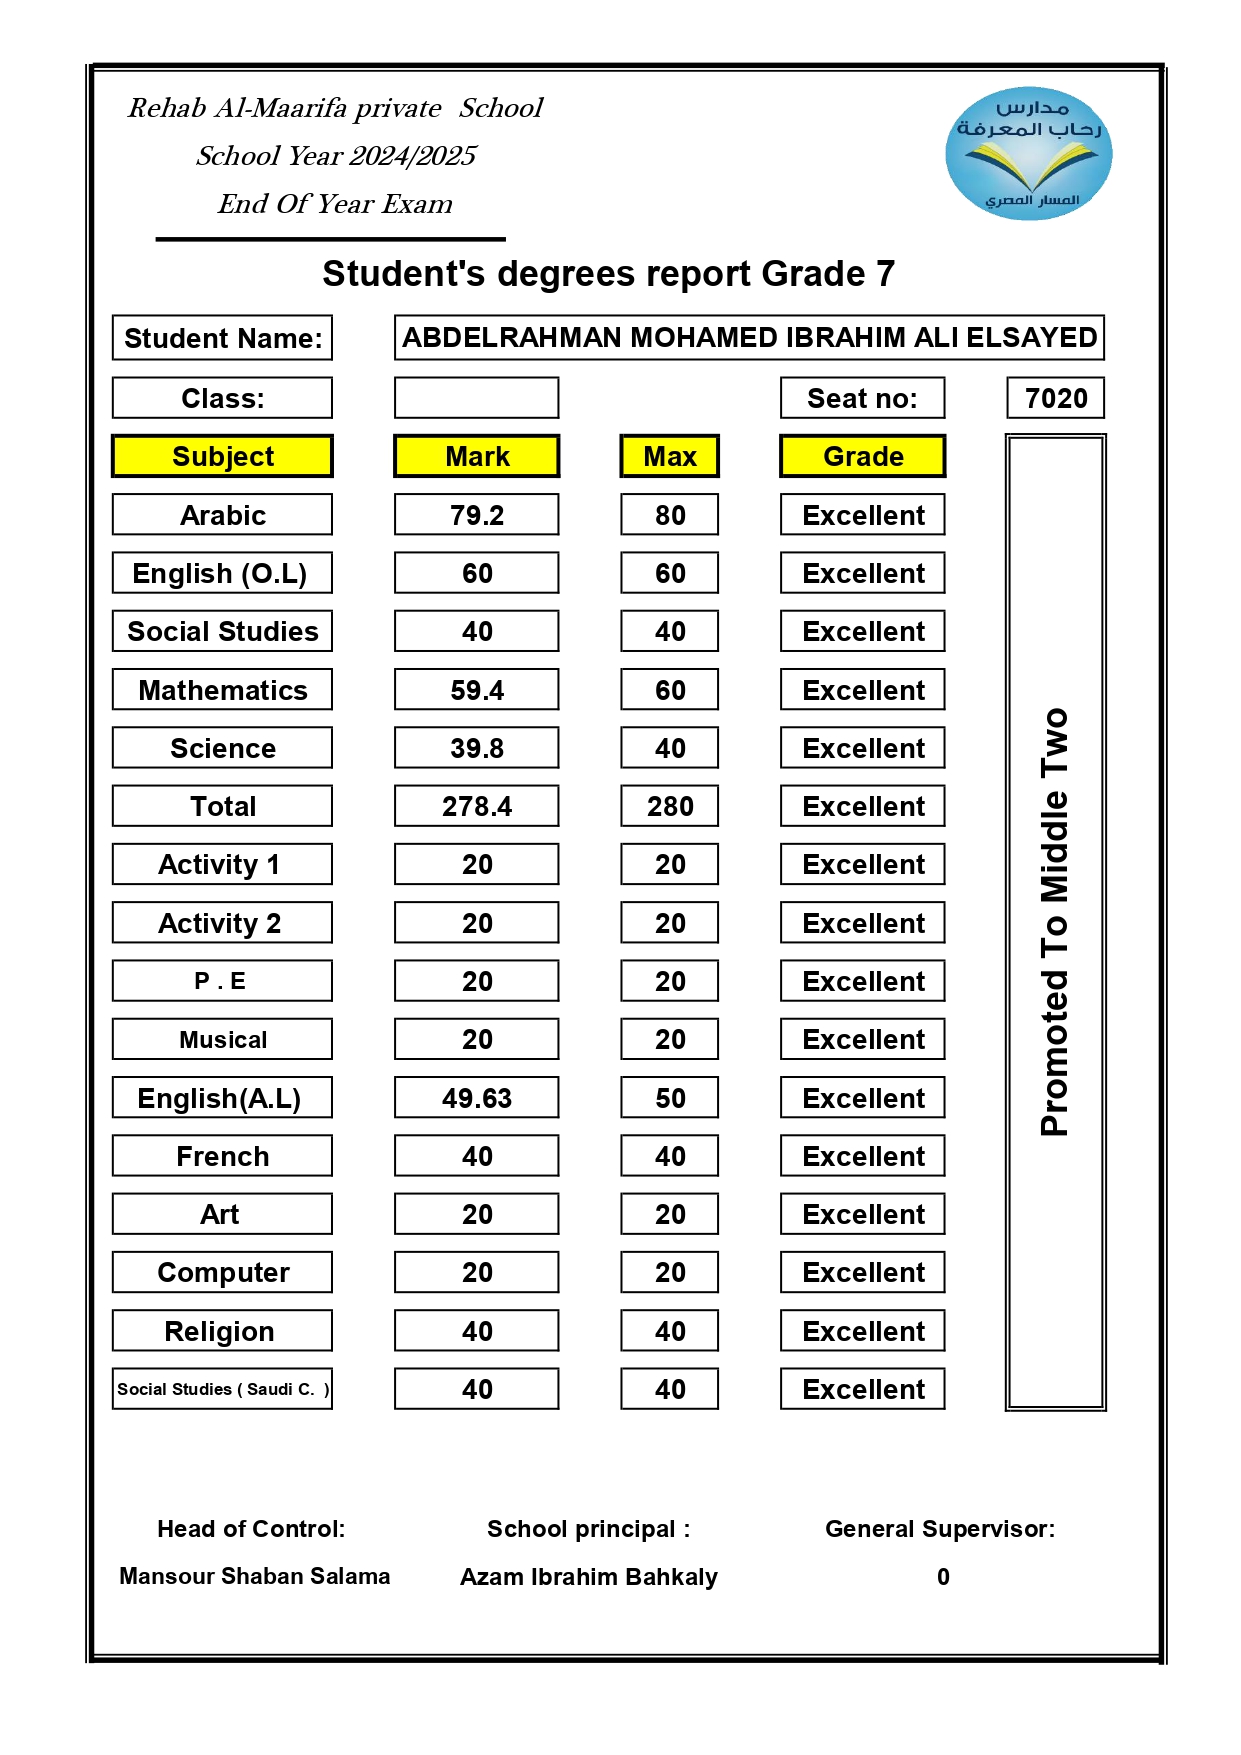 Rehab Al-Maarifa private School
School Year 2024/2025
End Of Year Exam
مدارس
رحاب المعرفة
المسار المصري
Student's degrees report Grade 7
Student Name: ABDELRAHMAN MOHAMED IBRAHIM ALI ELSAYED
Class: Seat no: 7020
Subject Mark Max Grade
Arabic 79.2 80 Excellent
English (O.L) 60 60 Excellent
Social Studies 40 40 Excellent
Mathematics 59.4 60 Excellent
Science 39.8 40 Excellent
Total 278.4 280 Excellent
Activity 1 20 20 Excellent
Activity 2 20 20 Excellent
P . E 20 20 Excellent
Musical 20 20 Excellent
English(A.L) 49.63 50 Excellent
French 40 40 Excellent
Art 20 20 Excellent
Computer 20 20 Excellent
Religion 40 40 Excellent
Social Studies ( Saudi C. ) 40 40 Excellent
Promoted To Middle Two
Head of Control: School principal : General Supervisor:
Mansour Shaban Salama Azam Ibrahim Bahkaly 0